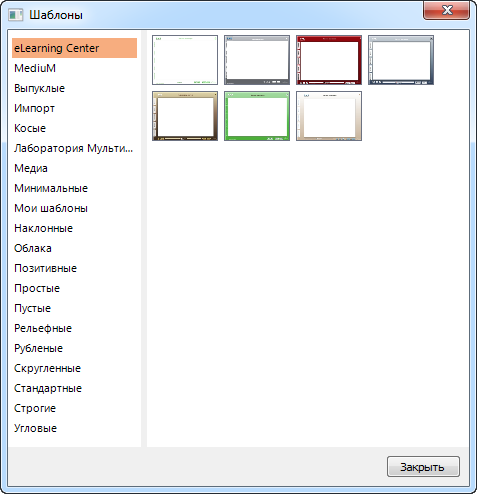 Шаблоны
eLearning Center
MediuM
Выпуклые
Импорт
Косые
Лаборатория Мульти...
Медиа
Минимальные
Мои шаблоны
Наклонные
Облака
Позитивные
Простые
Пустые
Рельефные
Рубленые
Скругленные
Стандартные
Строгие
Угловые
Закрыть